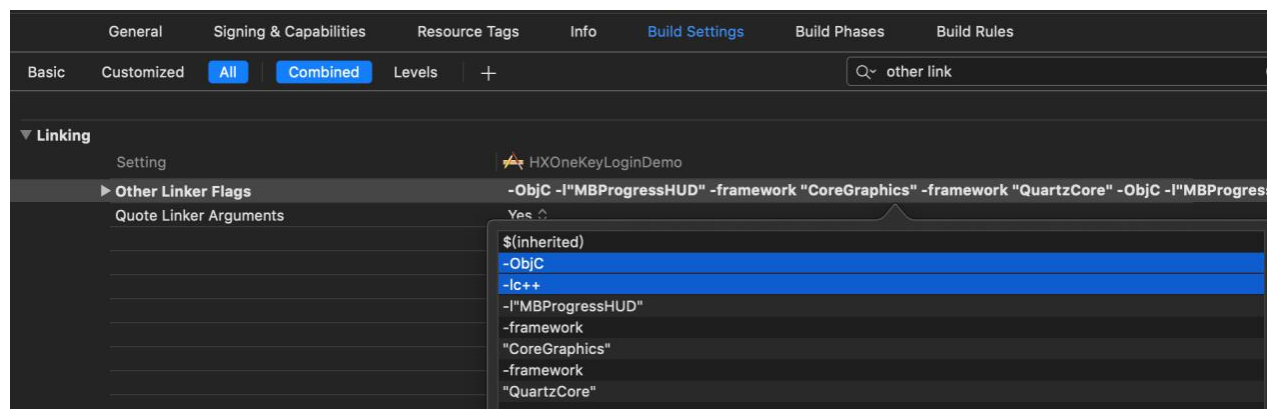 General Signing & Capabilities Resource Tags Info Build Settings Build Phases Build Rules
Basic Customized All Combined Levels + other link
Linking
Setting HXOneKeyLoginDemo
Other Linker Flags -ObjC -l"MBProgressHUD" -framework "CoreGraphics" -framework "QuartzCore" -ObjC -l"MBProgress
Quote Linker Arguments Yes
$(inherited)
-ObjC
-lc++
-l"MBProgressHUD"
-framework
"CoreGraphics"
-framework
"QuartzCore"